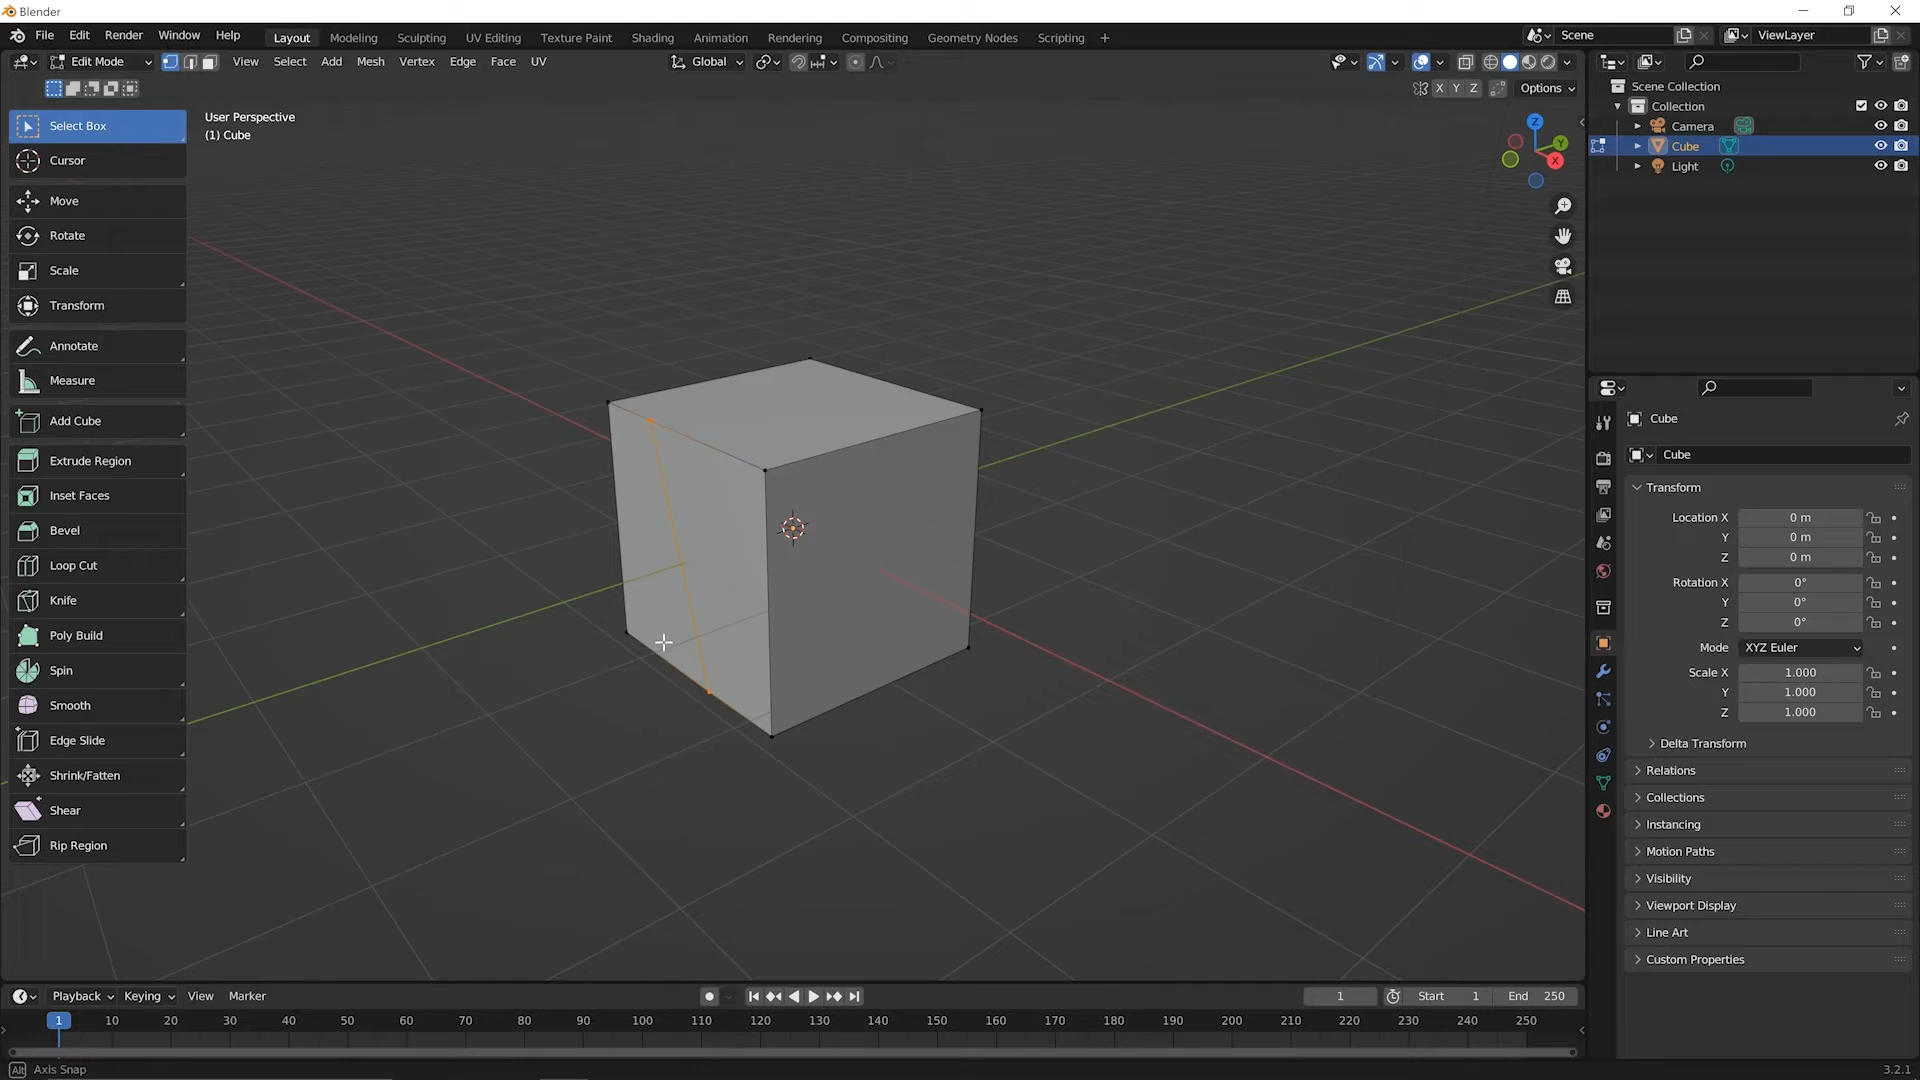 Blender
File Edit Render Window Help
Layout Modeling Sculpting UV Editing Texture Paint Shading Animation Rendering Compositing Geometry Nodes Scripting +
Scene
ViewLayer
Edit Mode
View Select Add Mesh Vertex Edge Face UV
Global
X Y Z
Options
User Perspective
(1) Cube
Select Box
Cursor
Move
Rotate
Scale
Transform
Annotate
Measure
Add Cube
Extrude Region
Inset Faces
Bevel
Loop Cut
Knife
Poly Build
Spin
Smooth
Edge Slide
Shrink/Fatten
Shear
Rip Region
Z
Y
X
Scene Collection
Collection
Camera
Cube
Light
Cube
Cube
Transform
Location X 0 m
Y 0 m
Z 0 m
Rotation X 0°
Y 0°
Z 0°
Mode XYZ Euler
Scale X 1.000
Y 1.000
Z 1.000
Delta Transform
Relations
Collections
Instancing
Motion Paths
Visibility
Viewport Display
Line Art
Custom Properties
Playback Keying View Marker
1
Start 1 End 250
1 10 20 30 40 50 60 70 80 90 100 110 120 130 140 150 160 170 180 190 200 210 220 230 240 250
Alt Axis Snap
3.2.1